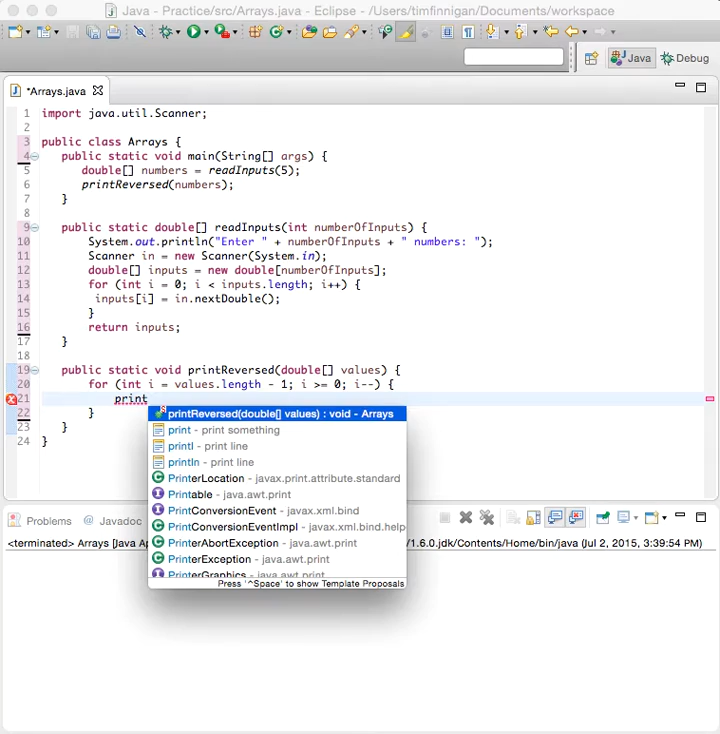 Java - Practice/src/Arrays.java - Eclipse - /Users/timfinnigan/Documents/workspace
Java Debug
*Arrays.java
1 import java.util.Scanner;
2
3 public class Arrays {
4 public static void main(String[] args) {
5 double[] numbers = readInputs(5);
6 printReversed(numbers);
7 }
8
9 public static double[] readInputs(int numberOfInputs) {
10 System.out.println("Enter " + numberOfInputs + " numbers: ");
11 Scanner in = new Scanner(System.in);
12 double[] inputs = new double[numberOfInputs];
13 for (int i = 0; i < inputs.length; i++) {
14 inputs[i] = in.nextDouble();
15 }
16 return inputs;
17 }
18
19 public static void printReversed(double[] values) {
20 for (int i = values.length - 1; i >= 0; i--) {
21 print
22 }
23 }
24 }
printReversed(double[] values) : void - Arrays
print - print something
printl - print line
println - print line
PrinterLocation - javax.print.attribute.standard
Printable - java.awt.print
PrintConversionEvent - javax.xml.bind
PrintConversionEventImpl - javax.xml.bind.help
PrinterAbortException - java.awt.print
PrinterException - java.awt.print
PrinterGraphics - java.awt.print
Press '^Space' to show Template Proposals
Problems @ Javadoc
<terminated> Arrays [Java Ap /1.6.0.jdk/Contents/Home/bin/java (Jul 2, 2015, 3:39:54 PM)